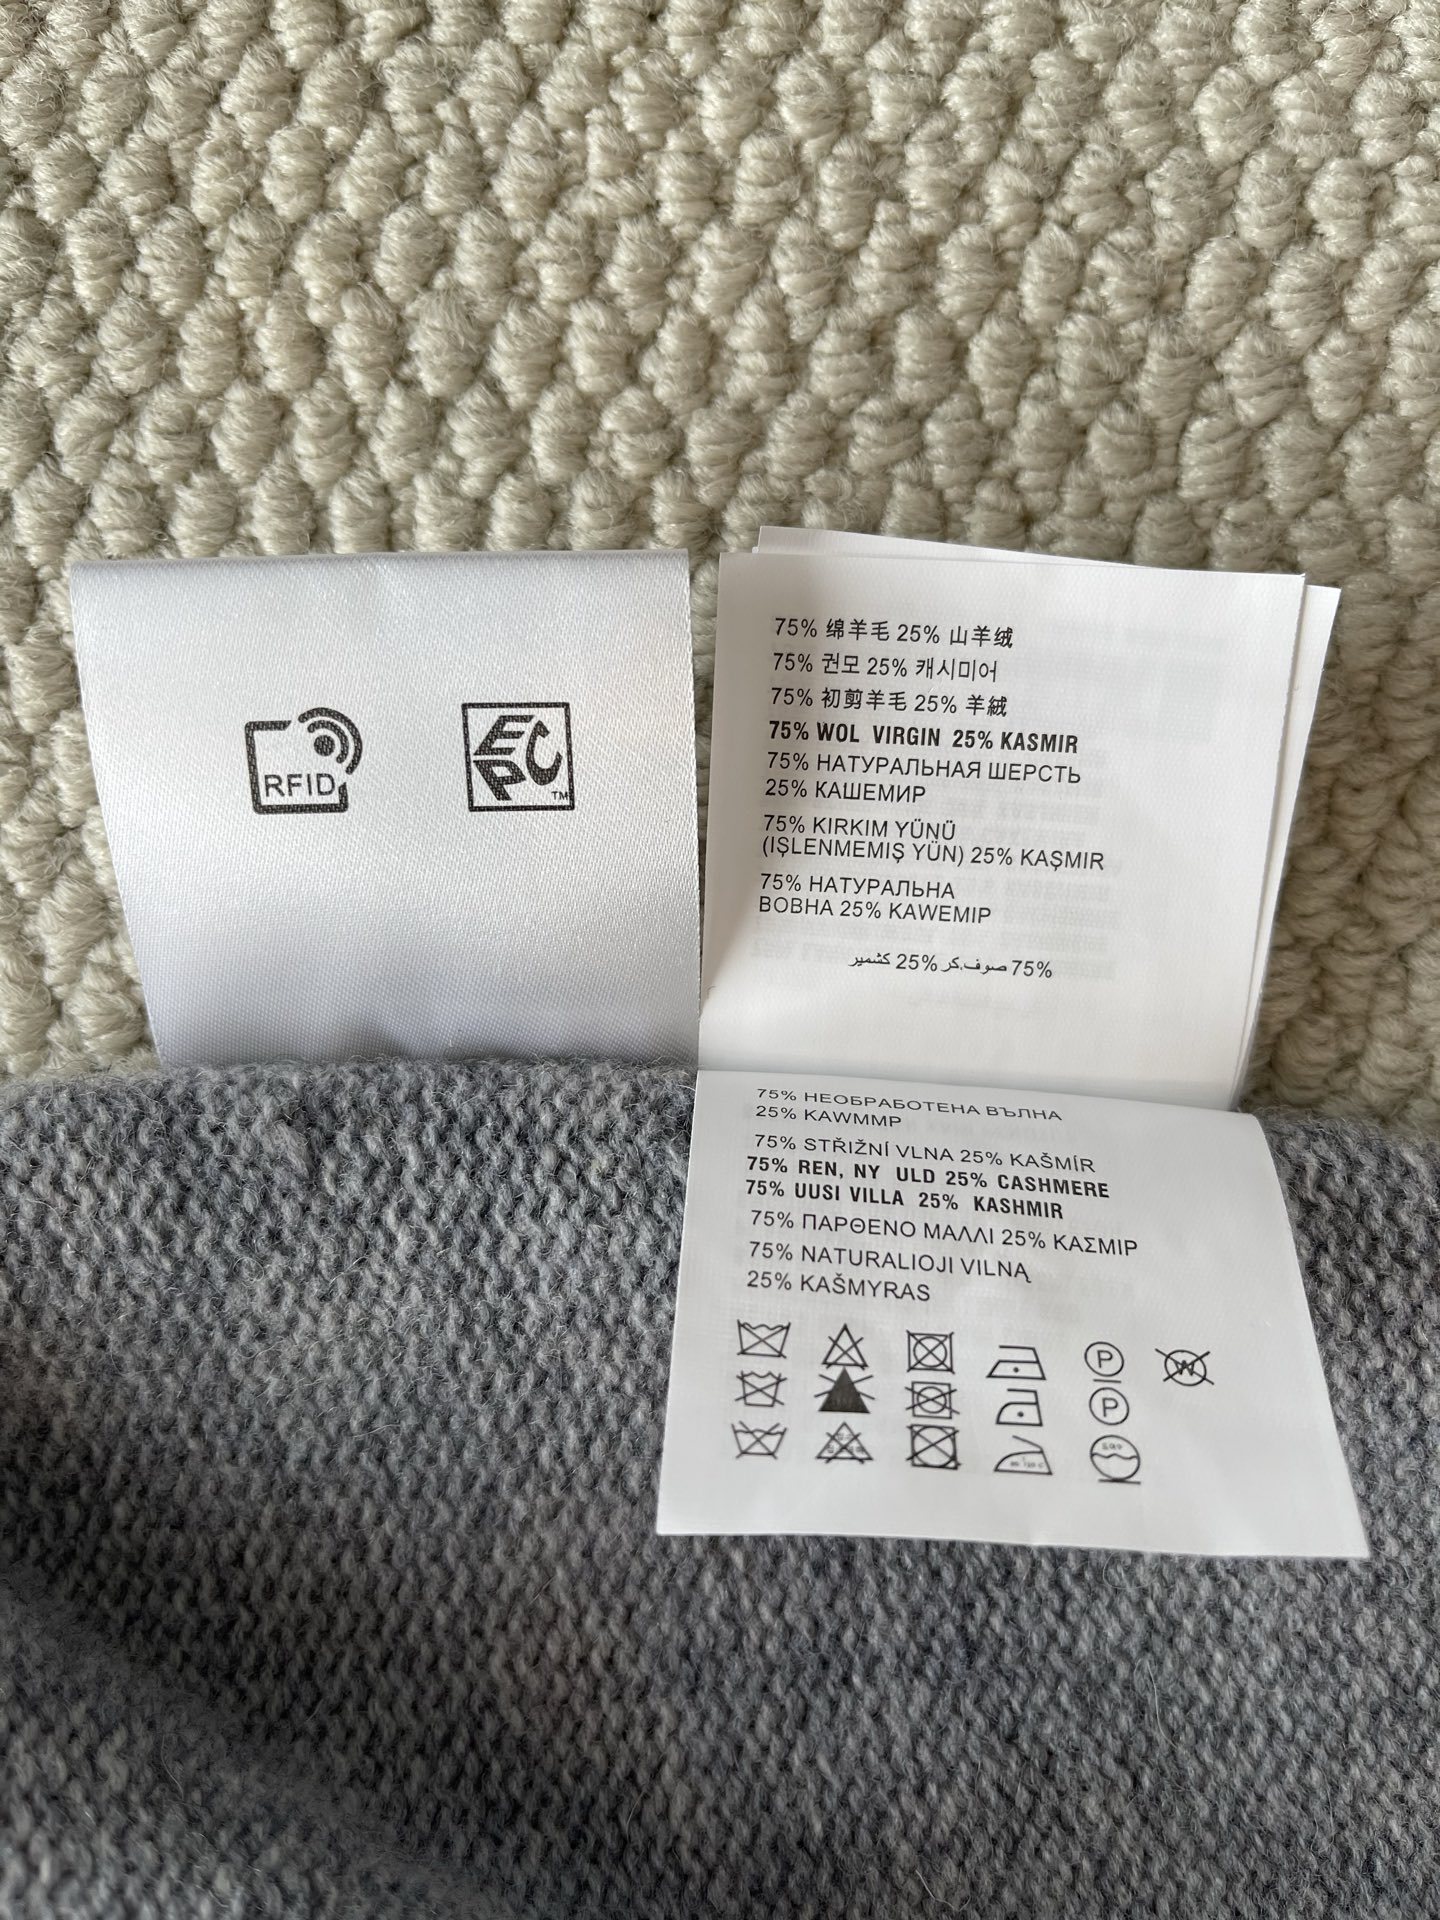 RFID
EPC™
75% 绵羊毛 25% 山羊绒
75% 권모 25% 캐시미어
75% 初剪羊毛 25% 羊絨
75% WOL VIRGIN 25% KASMIR
75% НАТУРАЛЬНАЯ ШЕРСТЬ
25% КАШЕМИР
75% KIRKIM YÜNÜ
(IŞLENMEMIŞ YÜN) 25% KAŞMIR
75% НАТУРАЛЬНА
ВОВНА 25% KAWEMIP
75% صوف.كر 25% كشمير
75% НЕОБРАБОТЕНА ВЪЛНА
25% KAWMMP
75% STŘIŽNÍ VLNA 25% KAŠMÍR
75% REN, NY ULD 25% CASHMERE
75% UUSI VILLA 25% KASHMIR
75% ΠΑΡΘΕΝΟ ΜΑΛΛΙ 25% ΚΑΣΜΙΡ
75% NATURALIOJI VILNĄ
25% KAŠMYRAS
P W
P